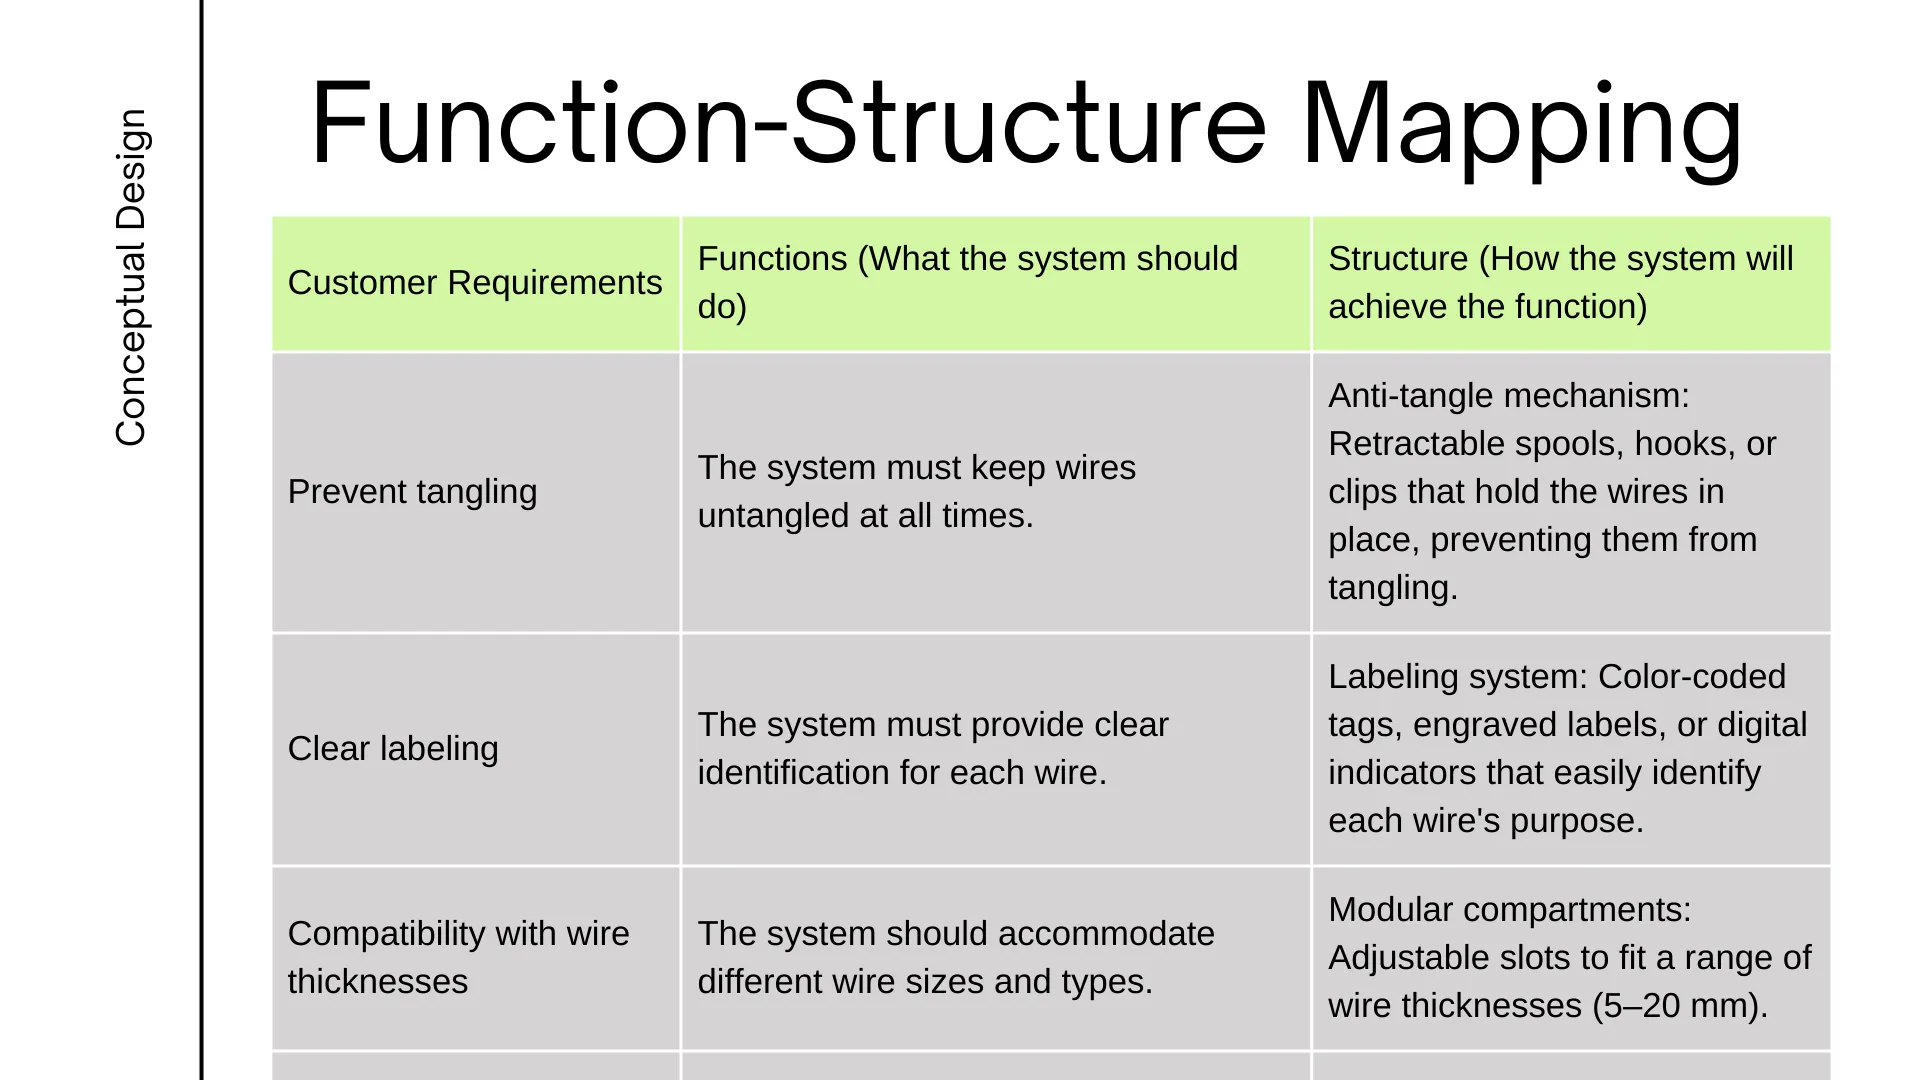 Conceptual Design
Function-Structure Mapping
Customer Requirements
Functions (What the system should
do)
Structure (How the system will
achieve the function)
Prevent tangling
The system must keep wires
untangled at all times.
Anti-tangle mechanism:
Retractable spools, hooks, or
clips that hold the wires in
place, preventing them from
tangling.
Clear labeling
The system must provide clear
identification for each wire.
Labeling system: Color-coded
tags, engraved labels, or digital
indicators that easily identify
each wire's purpose.
Compatibility with wire
thicknesses
The system should accommodate
different wire sizes and types.
Modular compartments:
Adjustable slots to fit a range of
wire thicknesses (5–20 mm).